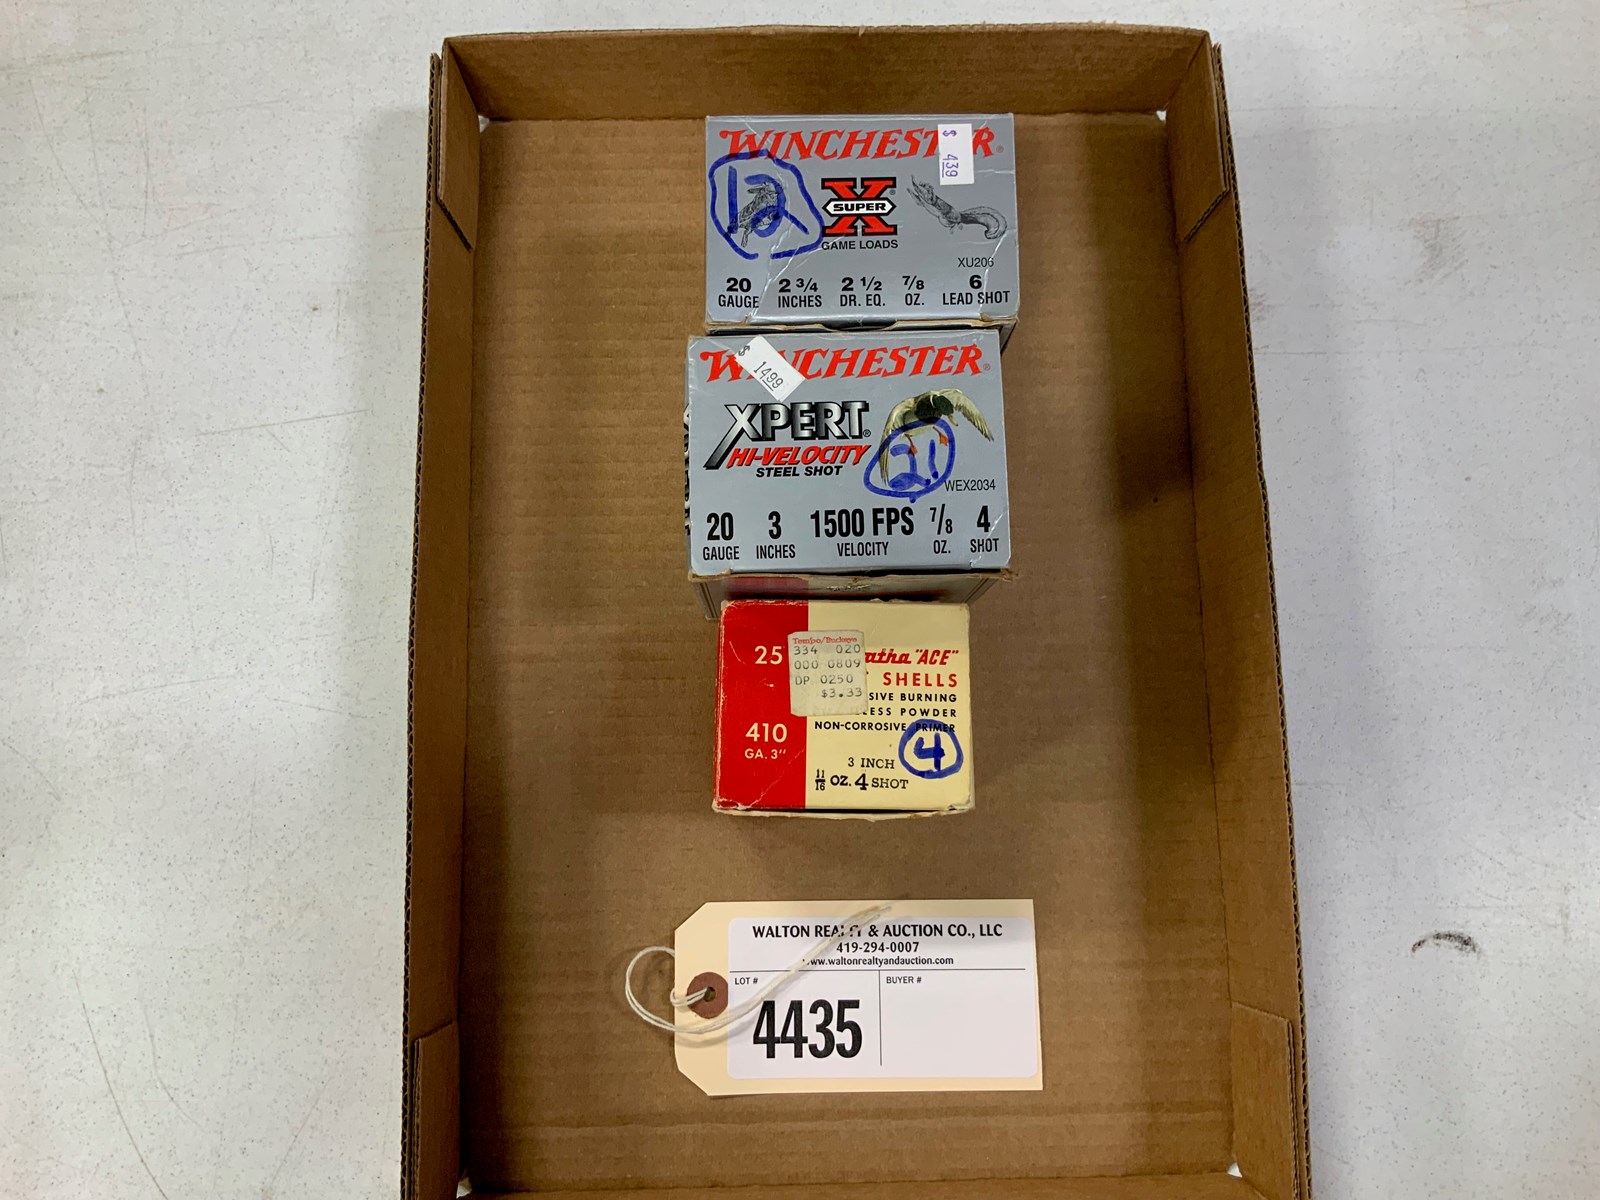 WINCHESTER
$ 439
12
SUPER X
GAME LOADS
XU206
20 2 3/4 2 1/2 7/8 6
GAUGE INCHES DR. EQ. OZ. LEAD SHOT
WINCHESTER
$ 1499
XPERT
HI-VELOCITY
STEEL SHOT
21
WEX2034
20 3 1500 FPS 7/8 4
GAUGE INCHES VELOCITY OZ. SHOT
25
Tempo/Buckeye
334 020
000 0809
DP 0250
$3.33
"ACE"
SHELLS
BURNING
POWDER
NON-CORROSIVE PRIMER
410
GA. 3"
4
3 INCH
11/16 OZ. 4 SHOT
WALTON REALTY & AUCTION CO., LLC
419-294-0007
www.waltonrealtyandauction.com
LOT # BUYER #
4435